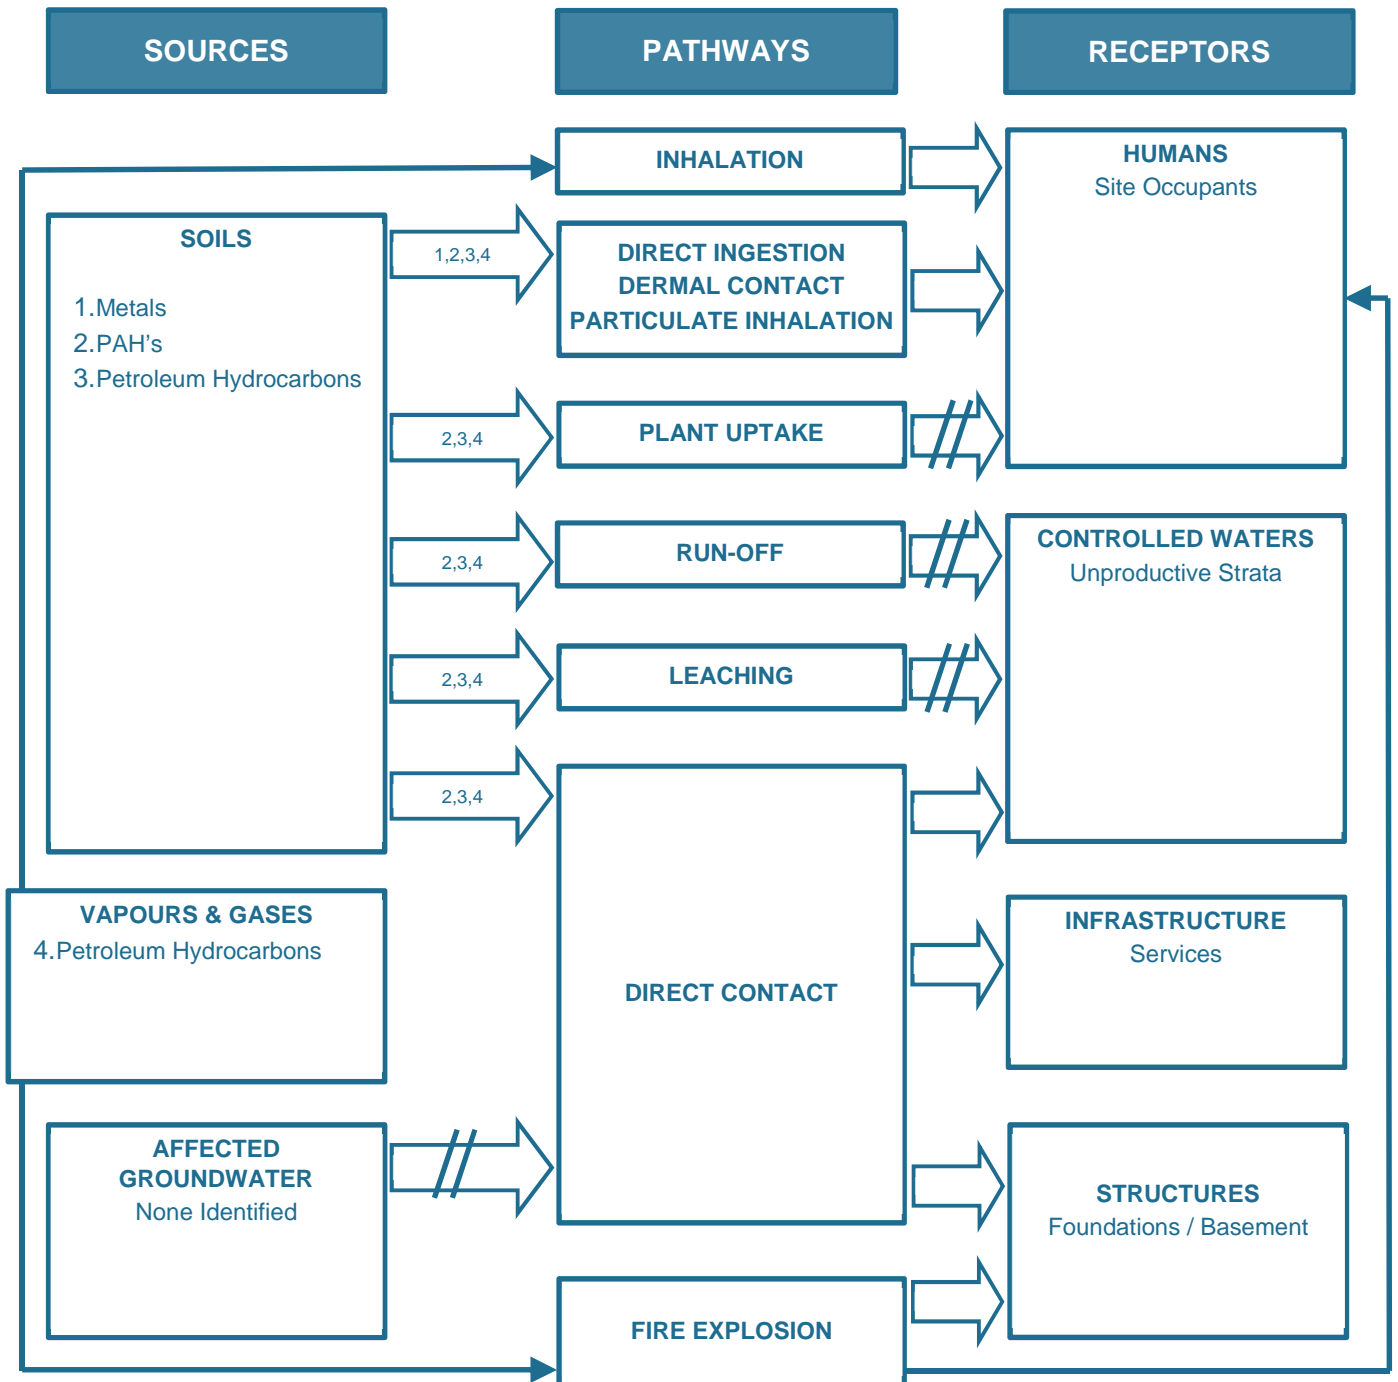 SOURCES
PATHWAYS
RECEPTORS
INHALATION
HUMANS
Site Occupants
SOILS
1.Metals
2.PAH's
3.Petroleum Hydrocarbons
1,2,3,4
DIRECT INGESTION
DERMAL CONTACT
PARTICULATE INHALATION
2,3,4
PLANT UPTAKE
2,3,4
RUN-OFF
CONTROLLED WATERS
Unproductive Strata
2,3,4
LEACHING
2,3,4
VAPOURS & GASES
4.Petroleum Hydrocarbons
DIRECT CONTACT
INFRASTRUCTURE
Services
AFFECTED
GROUNDWATER
None Identified
STRUCTURES
Foundations / Basement
FIRE EXPLOSION